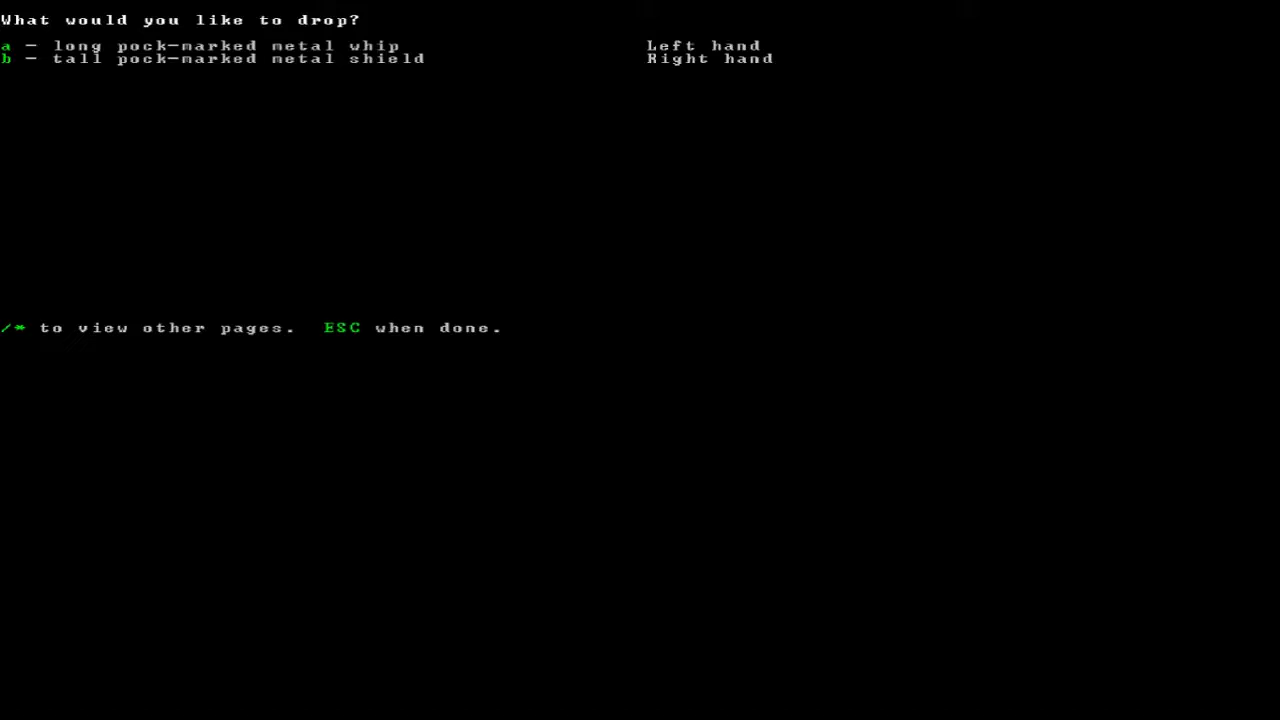 What would you like to drop?
a - long pock-marked metal whip Left hand
b - tall pock-marked metal shield Right hand
/* to view other pages. ESC when done.